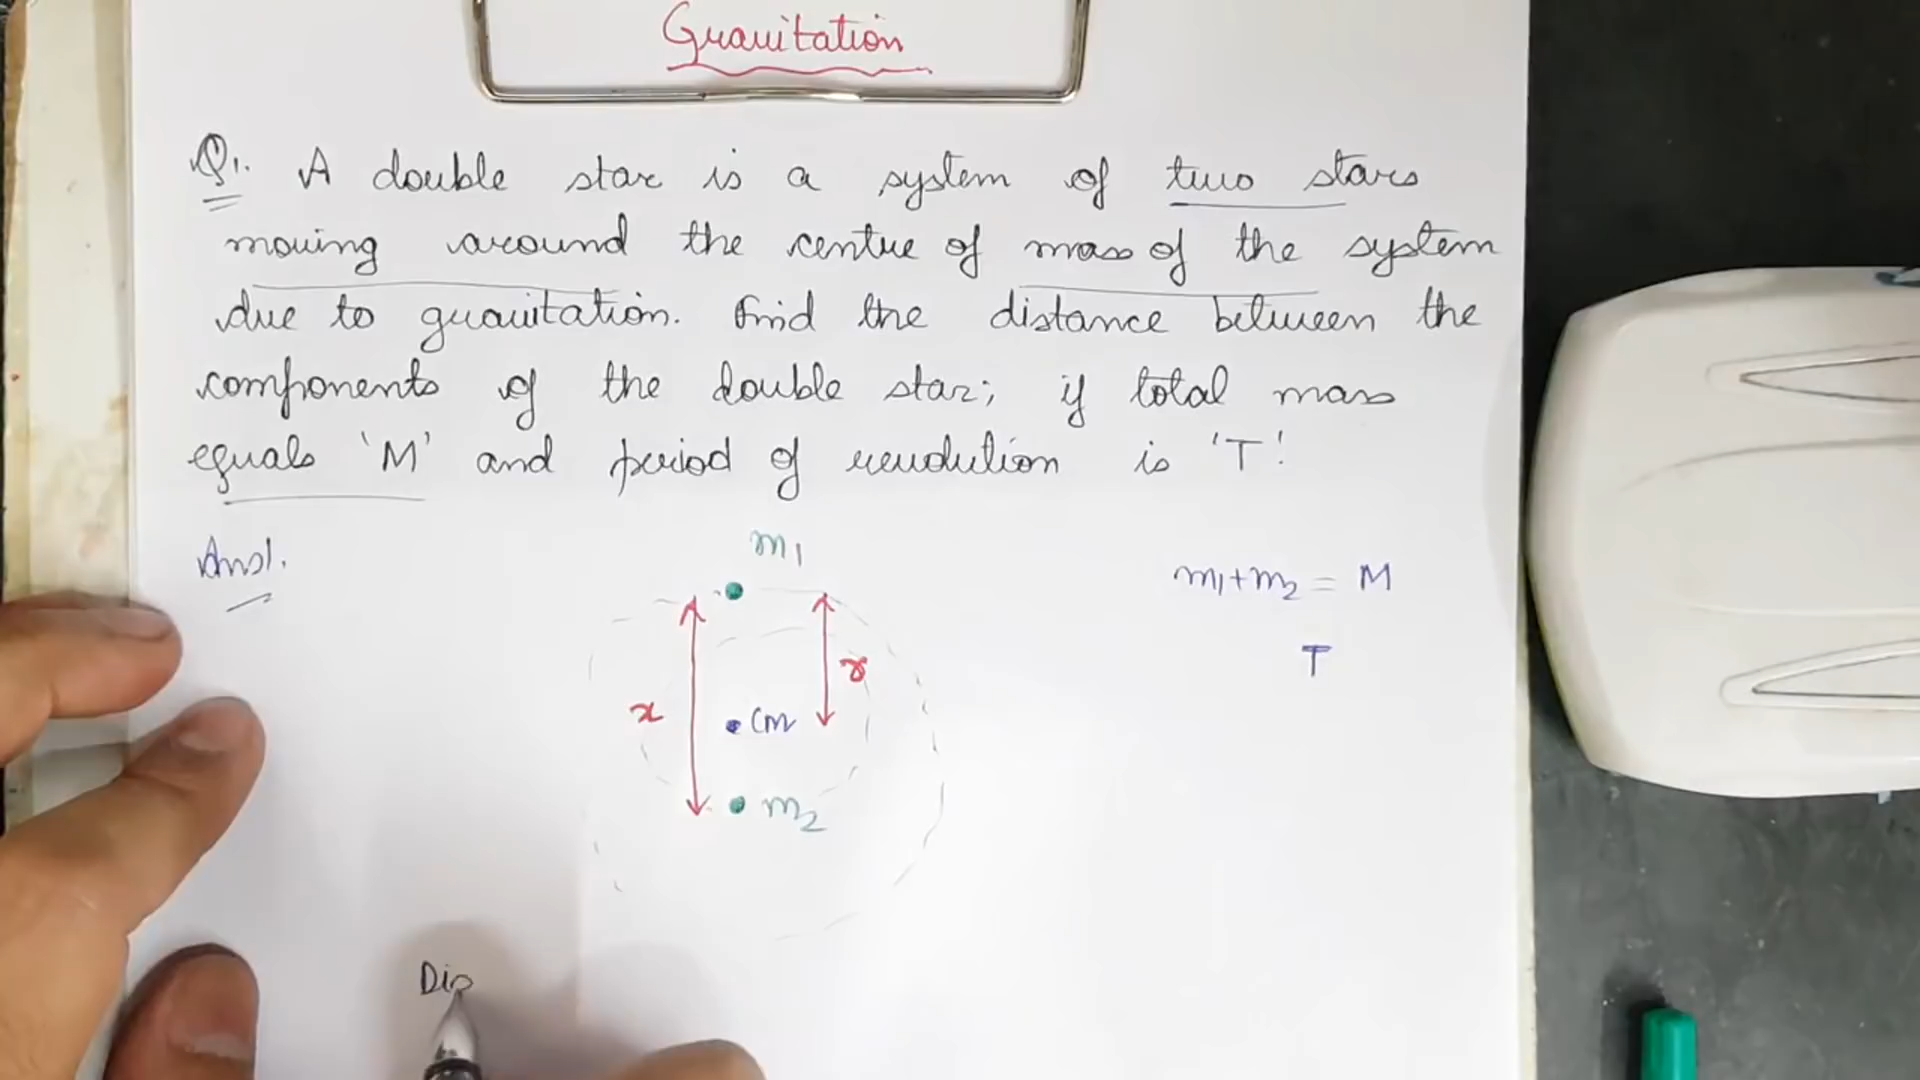 Gravitation
Q1. A double star is a system of two stars
moving around the centre of mass of the system
due to gravitation. Find the distance between the
components of the double star; if total mass
equals 'M' and period of revolution is 'T'.
Ans1.
m1
m1+m2 = M
T
r
x
Cm
m2
Dis